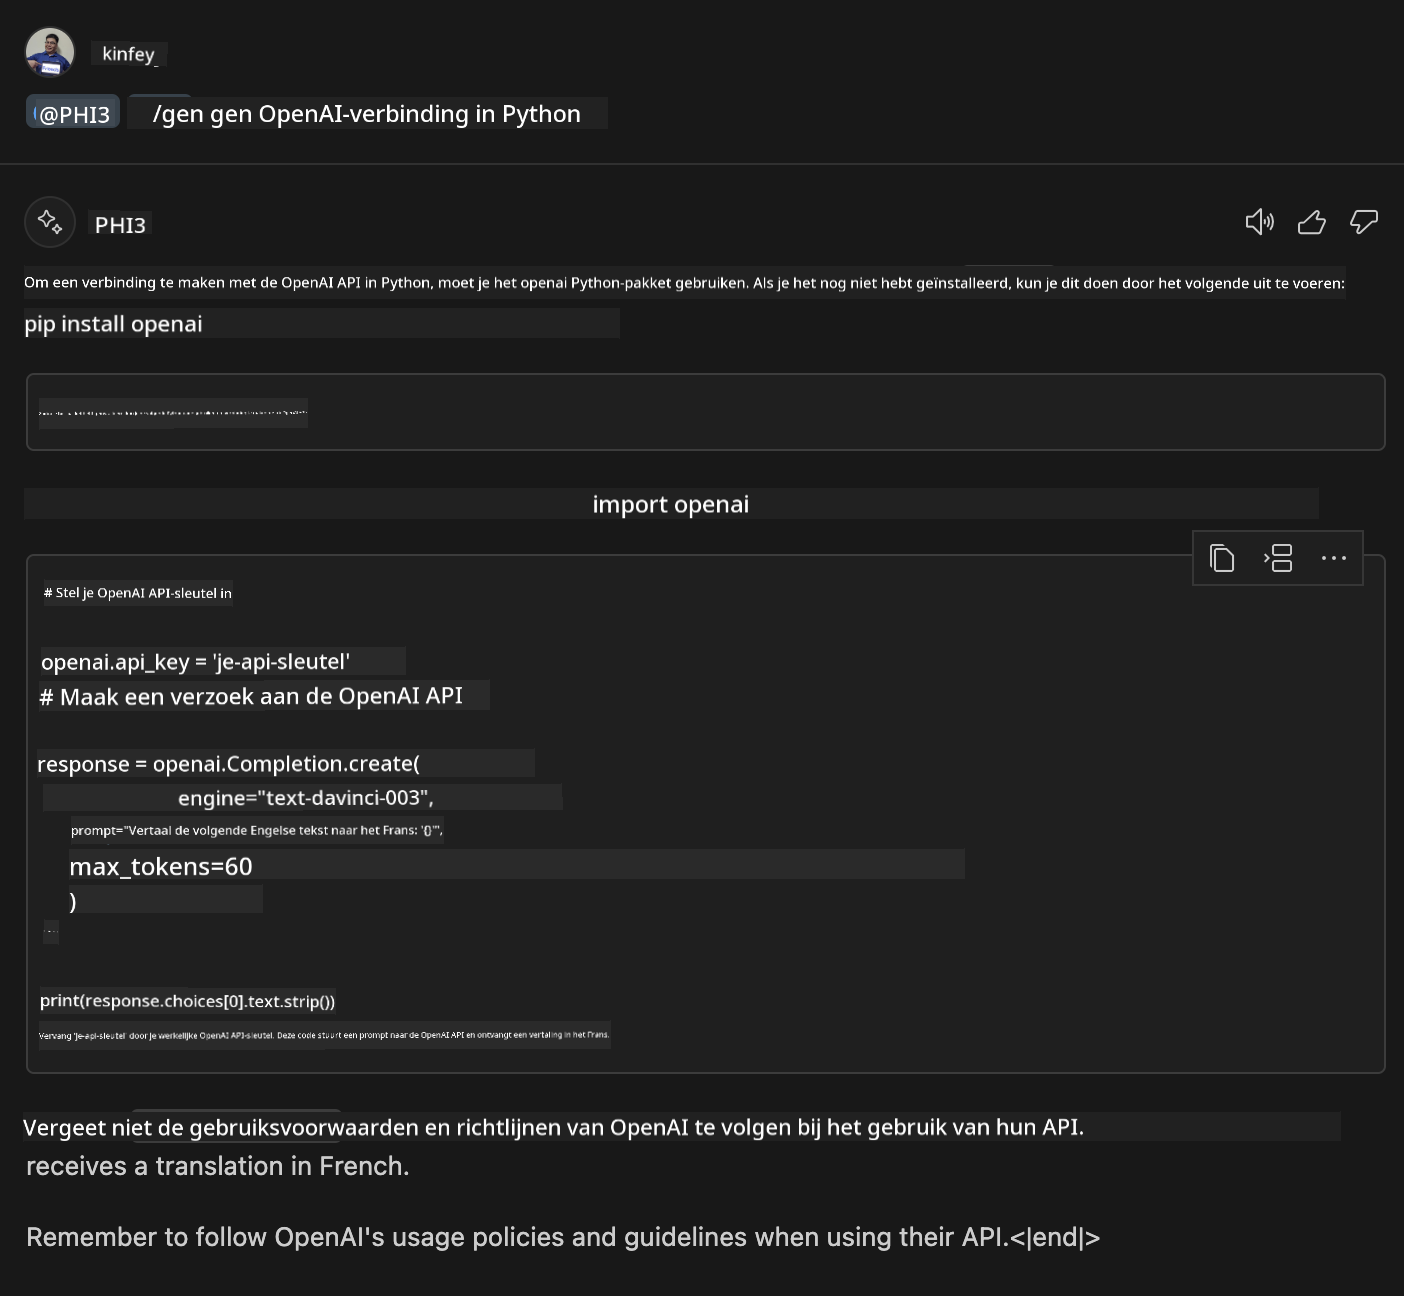 kinfey_
@PHI3 /gen gen OpenAI-verbinding in Python
PHI3
Om een verbinding te maken met de OpenAI API in Python, moet je het openai Python-pakket gebruiken. Als je het nog niet hebt geïnstalleerd, kun je dit doen door het volgende uit te voeren:
pip install openai
import openai
# Stel je OpenAI API-sleutel in
openai.api_key = 'je-api-sleutel'
# Maak een verzoek aan de OpenAI API
response = openai.Completion.create(
engine="text-davinci-003",
prompt="Vertaal de volgende Engelse tekst naar het Frans: '{}'",
max_tokens=60
)
print(response.choices[0].text.strip())
Vervang 'je-api-sleutel' door je werkelijke OpenAI API-sleutel. Deze code stuurt een prompt naar de OpenAI API en ontvangt een vertaling in het Frans.
Vergeet niet de gebruiksvoorwaarden en richtlijnen van OpenAI te volgen bij het gebruik van hun API.
receives a translation in French.
Remember to follow OpenAI's usage policies and guidelines when using their API.<|end|>